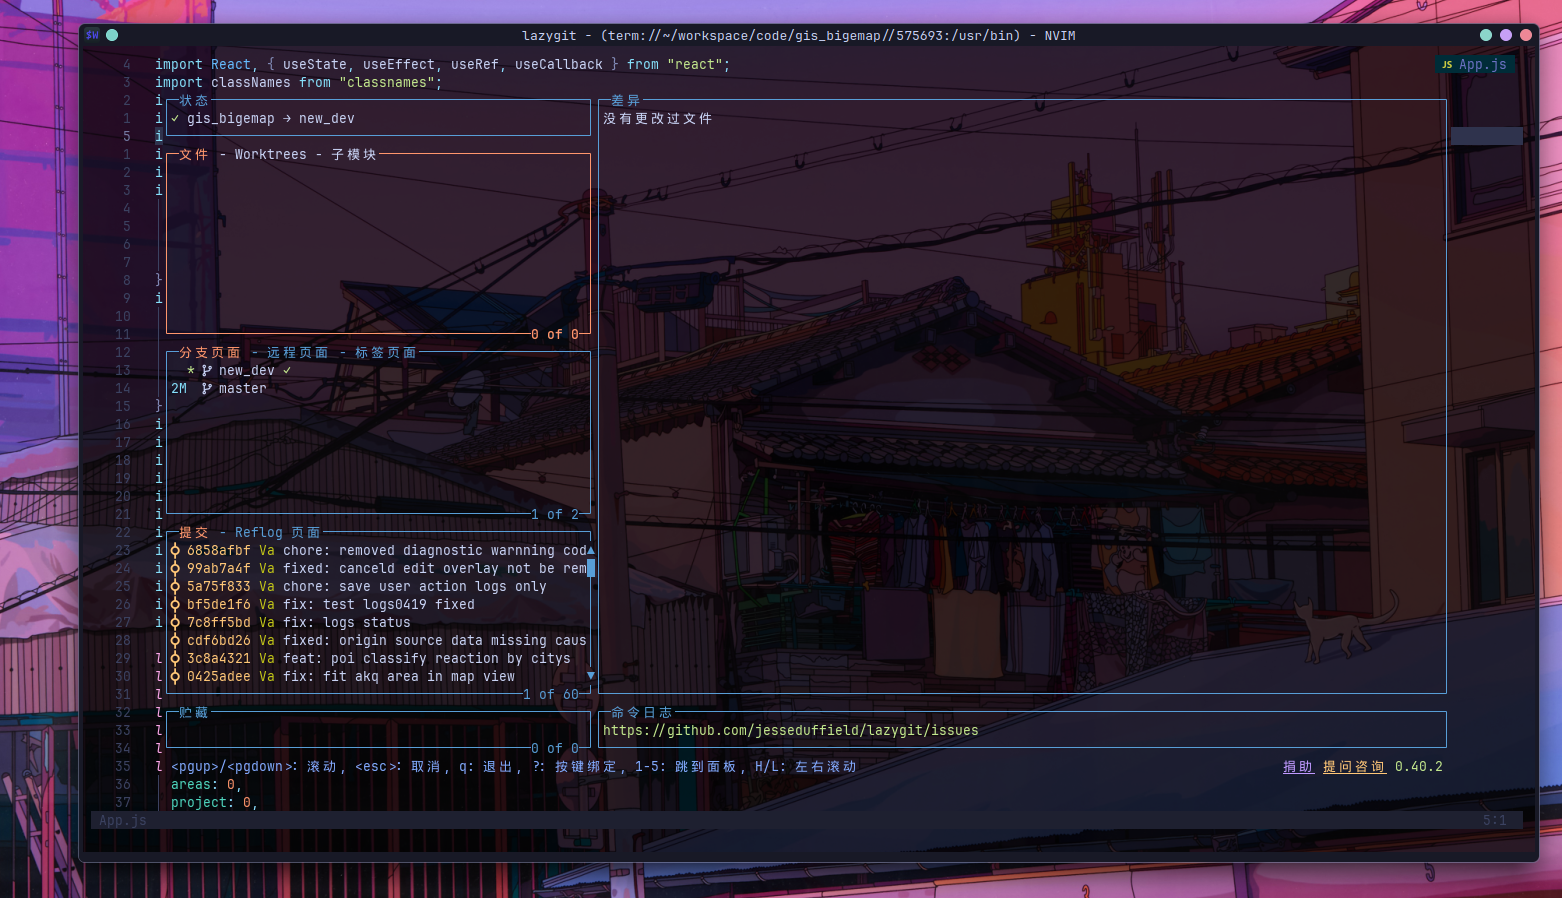 $W lazygit - (term://~/workspace/code/gis_bigemap//575693:/usr/bin) - NVIM
4 import React, { useState, useEffect, useRef, useCallback } from "react"; JS App.js
3 import classNames from "classnames";
2 i 状态 差异
1 i ✓ gis_bigemap → new_dev 没有更改过文件
5 i
1 i 文件 - Worktrees - 子模块
2 i
3 i
4
5
6
7
8 }
9 i
10
11 0 of 0
12 分支页面 - 远程页面 - 标签页面
13 * new_dev ✓
14 2M master
15 }
16 i
17 i
18 i
19 i
20 i
21 i 1 of 2
22 i 提交 - Reflog 页面
23 i 6858afbf Va chore: removed diagnostic warnning cod▲
24 i 99ab7a4f Va fixed: canceld edit overlay not be rem
25 i 5a75f833 Va chore: save user action logs only
26 i bf5de1f6 Va fix: test logs0419 fixed
27 i 7c8ff5bd Va fix: logs status
28 cdf6bd26 Va fixed: origin source data missing caus
29 l 3c8a4321 Va feat: poi classify reaction by citys
30 l 0425adee Va fix: fit akq area in map view ▼
31 l 1 of 60
32 l 贮藏 命令日志
33 l https://github.com/jesseduffield/lazygit/issues
34 l 0 of 0
35 l <pgup>/<pgdown>: 滚动, <esc>: 取消, q: 退出, ?: 按键绑定, 1-5: 跳到面板, H/L: 左右滚动 捐助 提问咨询 0.40.2
36 areas: 0,
37 project: 0,
App.js 5:1